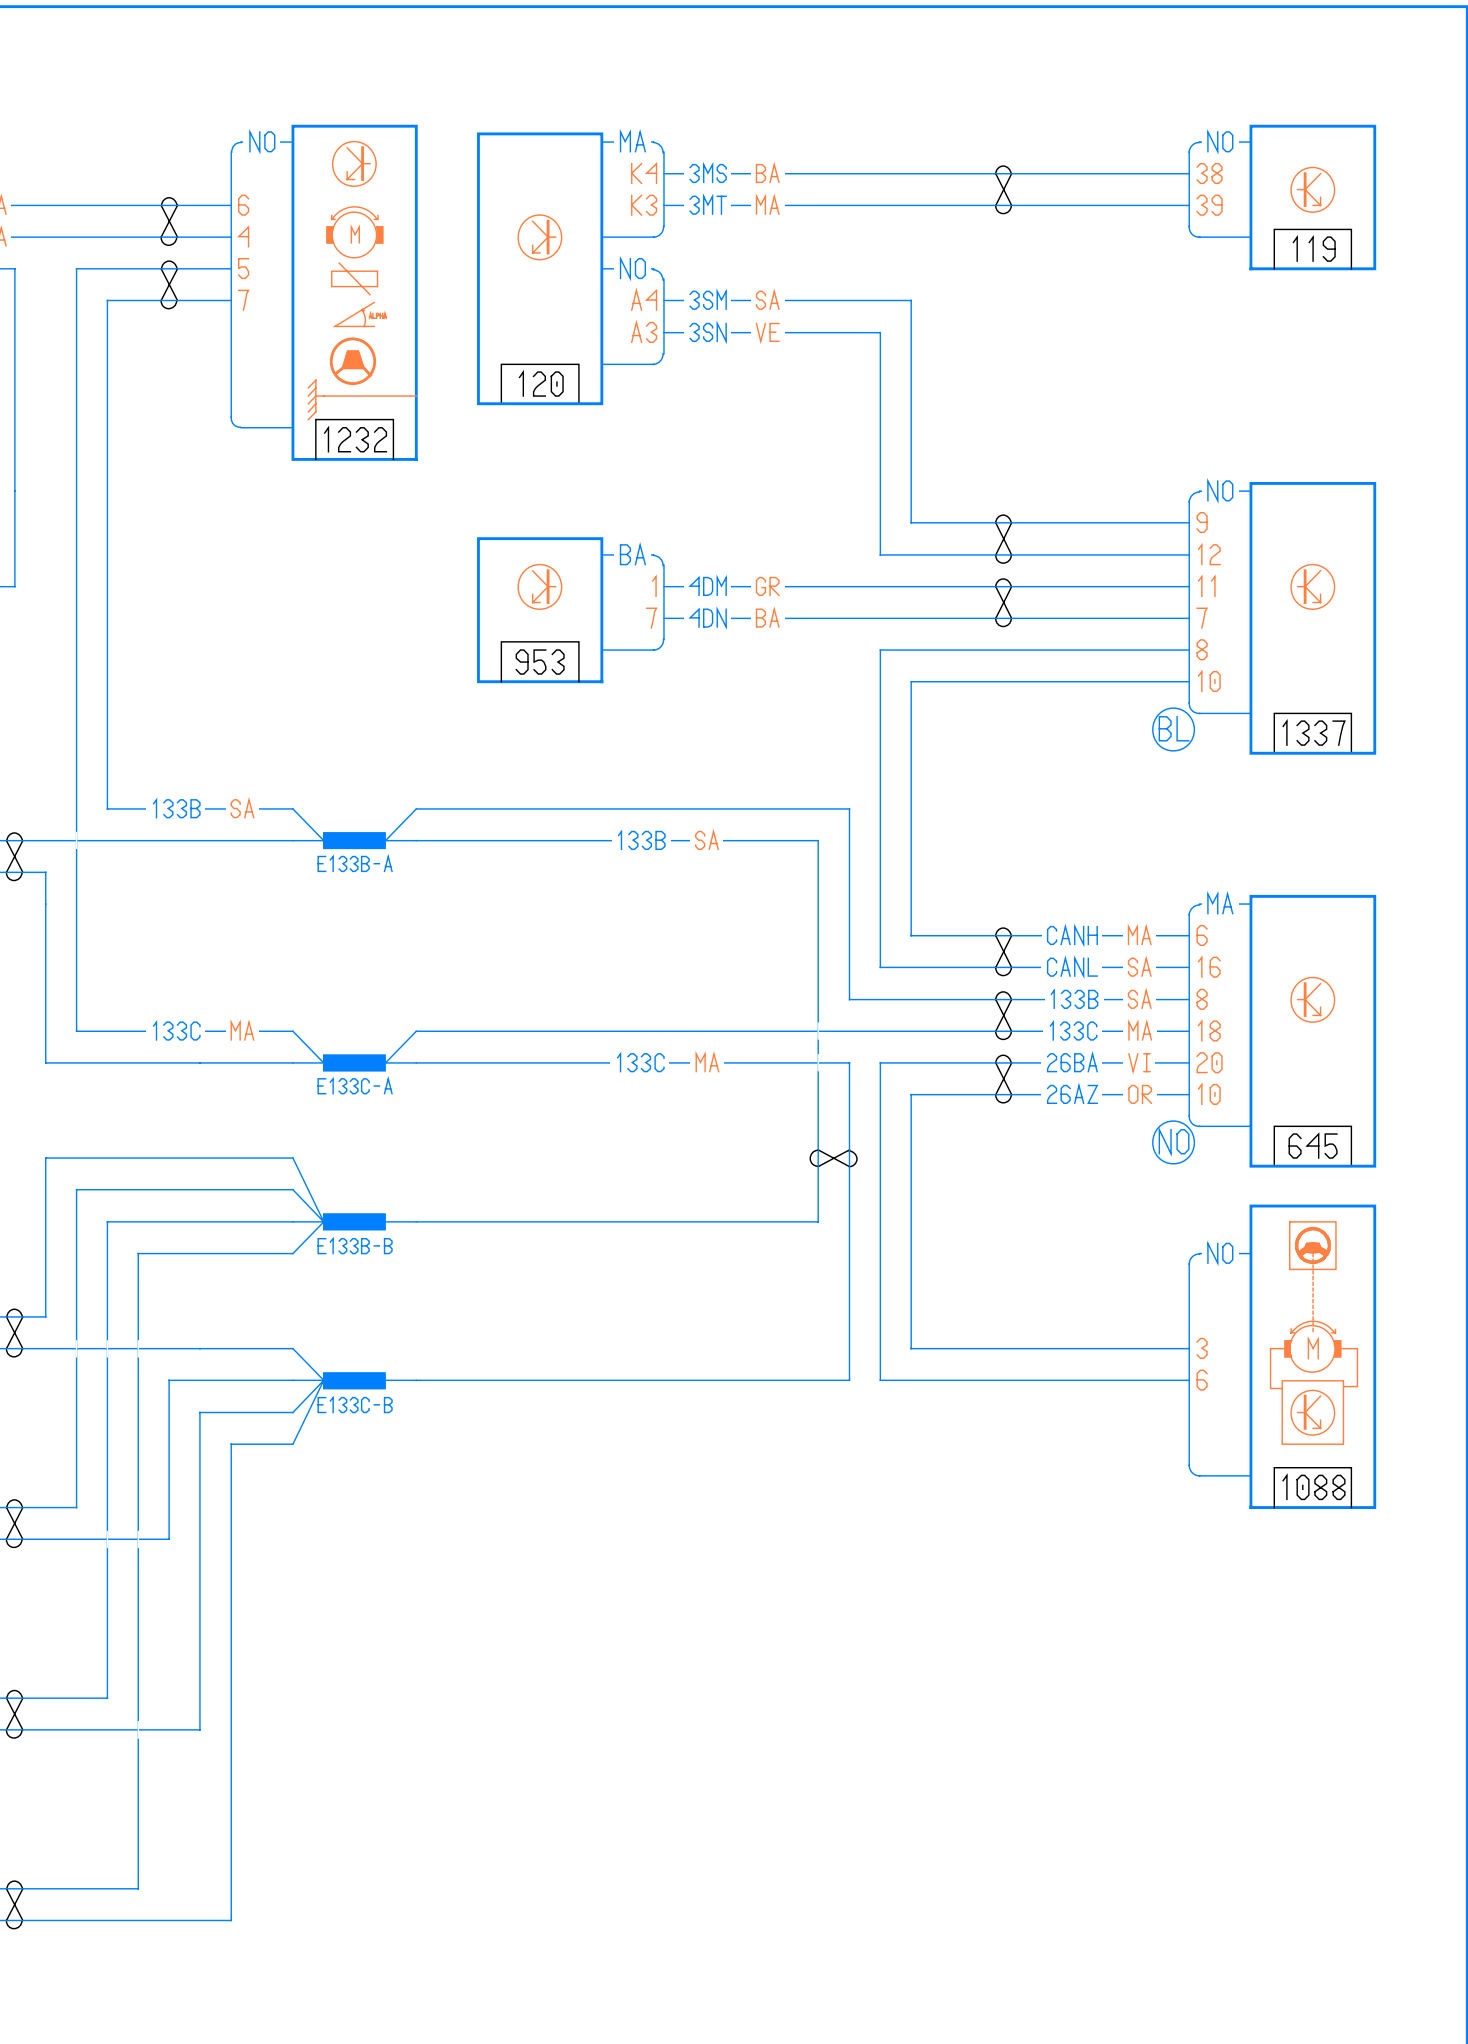 NO
6
4
5
7
M
ALPHA
1232
MA
K4 3MS BA
K3 3MT MA
NO
A4 3SM SA
A3 3SN VE
120
NO
38
39
119
BA
1 4DM GR
7 4DN BA
953
NO
9
12
11
7
8
10
BL
1337
133B SA
E133B-A
133B SA
133C MA
E133C-A
133C MA
MA
CANH MA 6
CANL SA 16
133B SA 8
133C MA 18
26BA VI 20
26AZ OR 10
NO
645
E133B-B
E133C-B
NO
3
6
M
1088